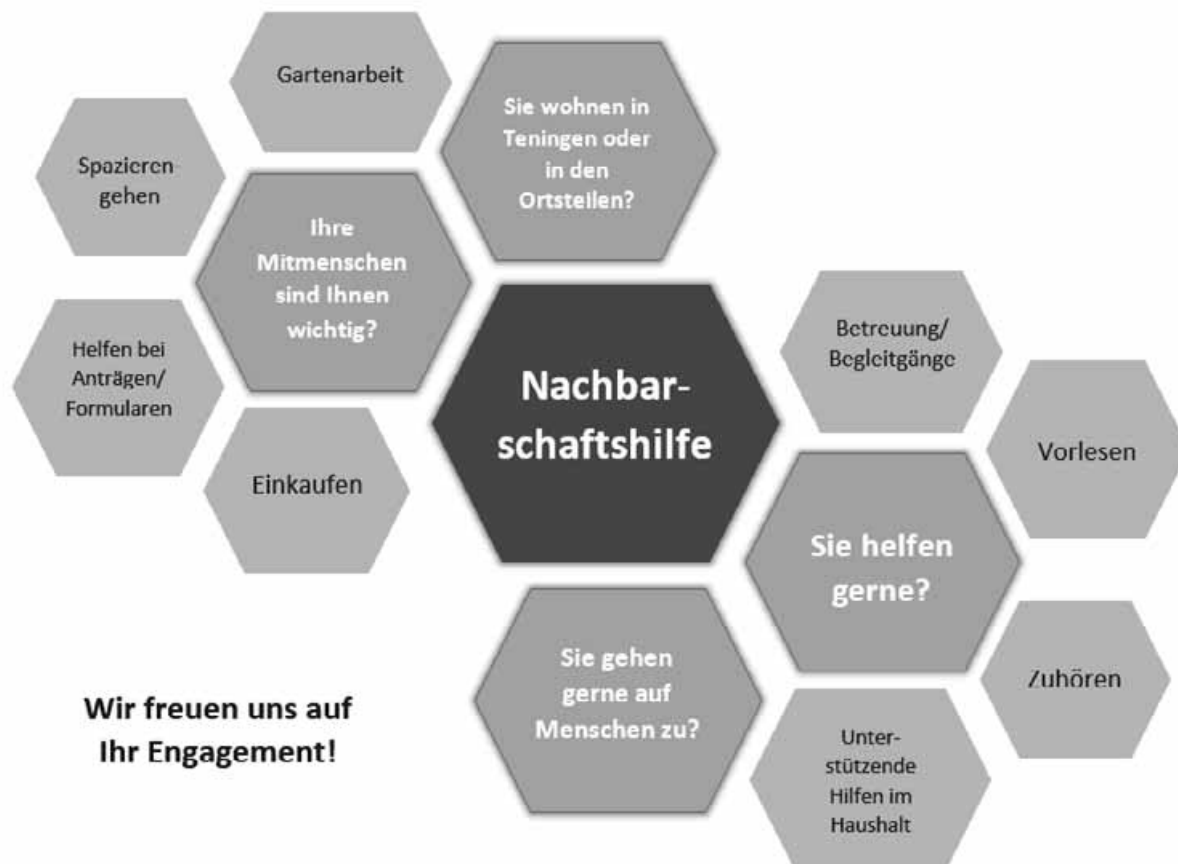 Gartenarbeit
Sie wohnen in
Teningen oder
in den
Ortsteilen?
Spazieren-
gehen
Ihre
Mitmenschen
sind Ihnen
wichtig?
Helfen bei
Anträgen/
Formularen
Einkaufen
Nachbar-
schaftshilfe
Betreuung/
Begleitgänge
Vorlesen
Sie helfen
gerne?
Sie gehen
gerne auf
Menschen zu?
Zuhören
Unter-
stützende
Hilfen im
Haushalt
Wir freuen uns auf
Ihr Engagement!